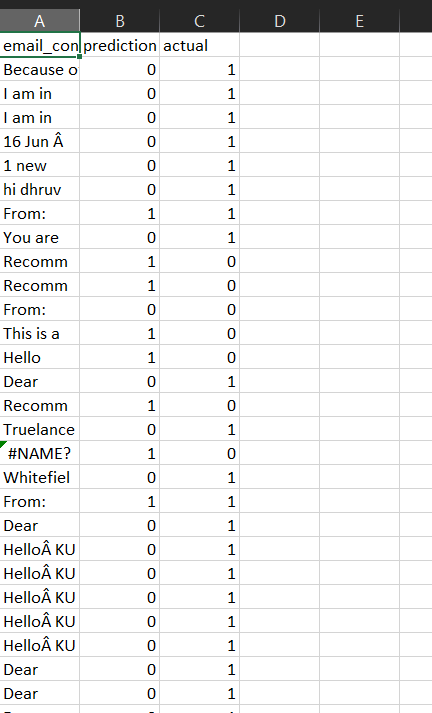 A B C D E
email_con prediction actual
Because o 0 1
I am in 0 1
I am in 0 1
16 Jun Â 0 1
1 new 0 1
hi dhruv 0 1
From: 1 1
You are 0 1
Recomm 1 0
Recomm 1 0
From: 0 0
This is a 1 0
Hello 1 0
Dear 0 1
Recomm 1 0
Truelance 0 1
#NAME? 1 0
Whitefiel 0 1
From: 1 1
Dear 0 1
HelloÂ KU 0 1
HelloÂ KU 0 1
HelloÂ KU 0 1
HelloÂ KU 0 1
HelloÂ KU 0 1
Dear 0 1
Dear 0 1